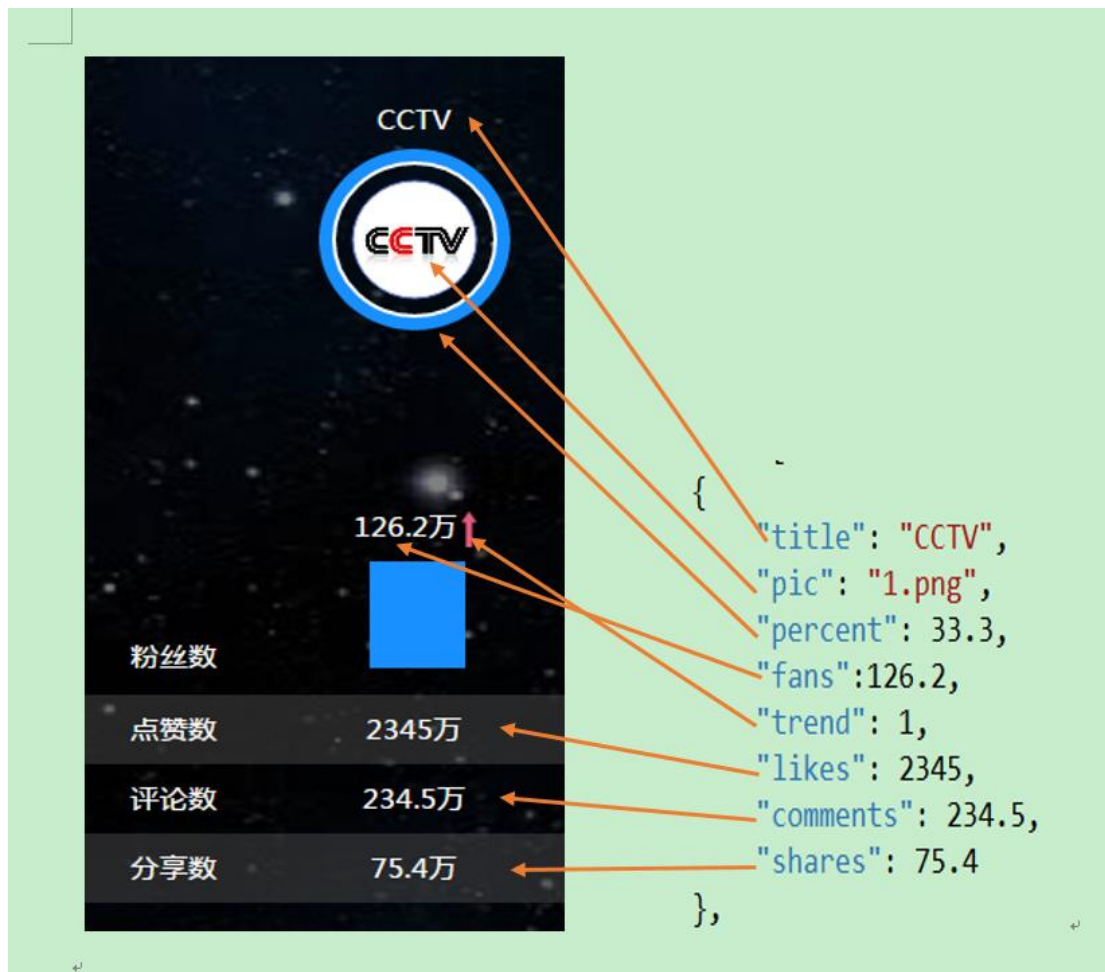 CCTV
CCTV
126.2万
粉丝数
点赞数 2345万
评论数 234.5万
分享数 75.4万
{
"title": "CCTV",
"pic": "1.png",
"percent": 33.3,
"fans":126.2,
"trend": 1,
"likes": 2345,
"comments": 234.5,
"shares": 75.4
},